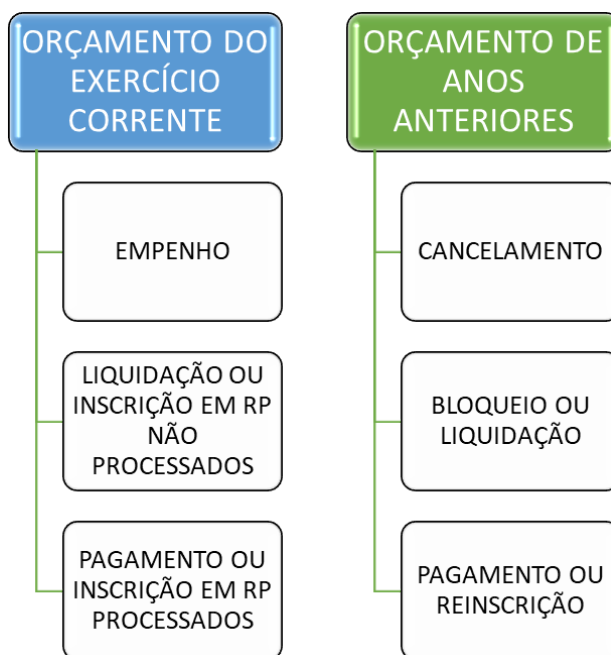 ORÇAMENTO DO
EXERCÍCIO
CORRENTE
EMPENHO
LIQUIDAÇÃO OU
INSCRIÇÃO EM RP
NÃO
PROCESSADOS
PAGAMENTO OU
INSCRIÇÃO EM RP
PROCESSADOS
ORÇAMENTO DE
ANOS
ANTERIORES
CANCELAMENTO
BLOQUEIO OU
LIQUIDAÇÃO
PAGAMENTO OU
REINSCRIÇÃO